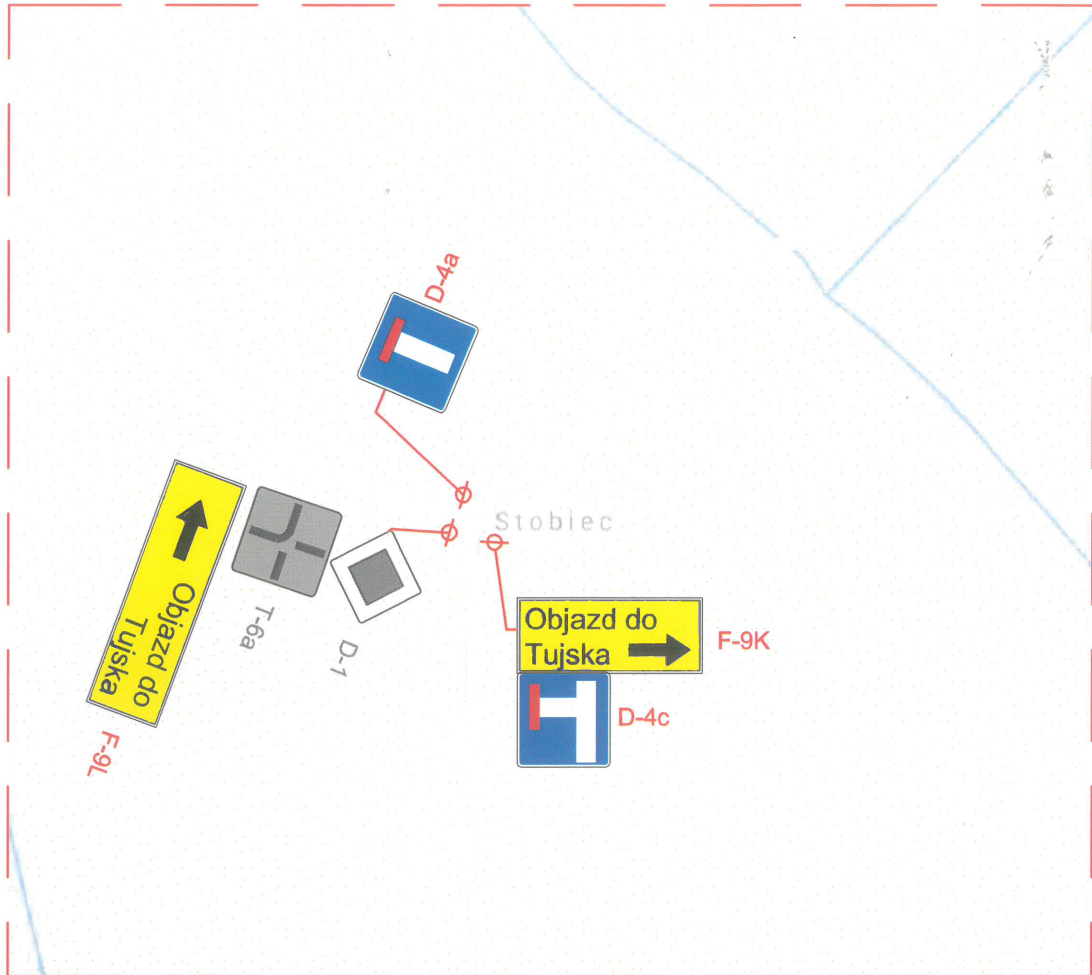 D-4a
Stobiec
Objazd do
Tujska
F-9K
D-4c
Objazd do
Tujska
F-9L
T-6a
D-1